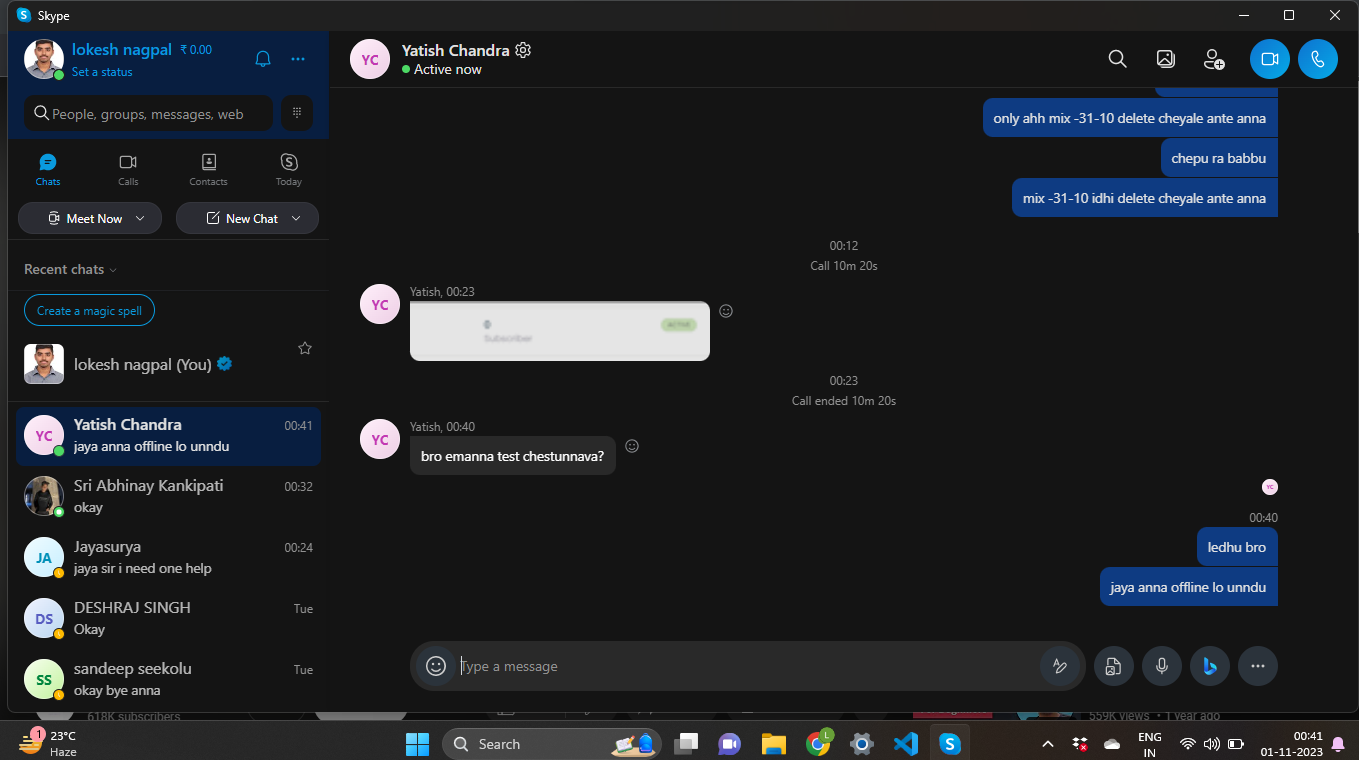 Skype
lokesh nagpal ₹ 0.00
Set a status
People, groups, messages, web
Chats
Calls
Contacts
Today
Meet Now
New Chat
Recent chats
Create a magic spell
lokesh nagpal (You)
YC
Yatish Chandra
00:41
jaya anna offline lo unndu
Sri Abhinay Kankipati
00:32
okay
JA
Jayasurya
00:24
jaya sir i need one help
DS
DESHRAJ SINGH
Tue
Okay
SS
sandeep seekolu
Tue
okay bye anna
YC
Yatish Chandra
Active now
only ahh mix -31-10 delete cheyale ante anna
chepu ra babbu
mix -31-10 idhi delete cheyale ante anna
00:12
Call 10m 20s
Yatish, 00:23
YC
Subscriber
ACTIVE
00:23
Call ended 10m 20s
Yatish, 00:40
YC
bro emanna test chestunnava?
YC
00:40
ledhu bro
jaya anna offline lo unndu
Type a message
618K subscribers
559K views • 1 year ago
1
23°C
Haze
Search
L
ENG
IN
00:41
01-11-2023